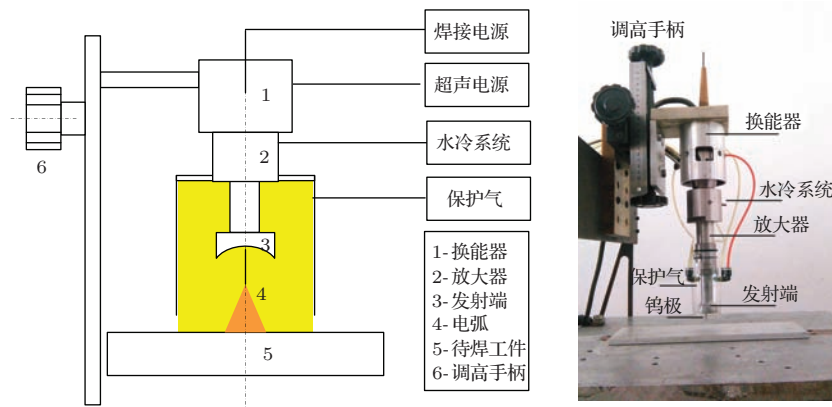 焊接电源
超声电源
水冷系统
保护气
1
2
3
4
5
6
1-换能器
2-放大器
3-发射端
4-电弧
5-待焊工件
6-调高手柄
调高手柄
换能器
水冷系统
放大器
保护气
发射端
钨极